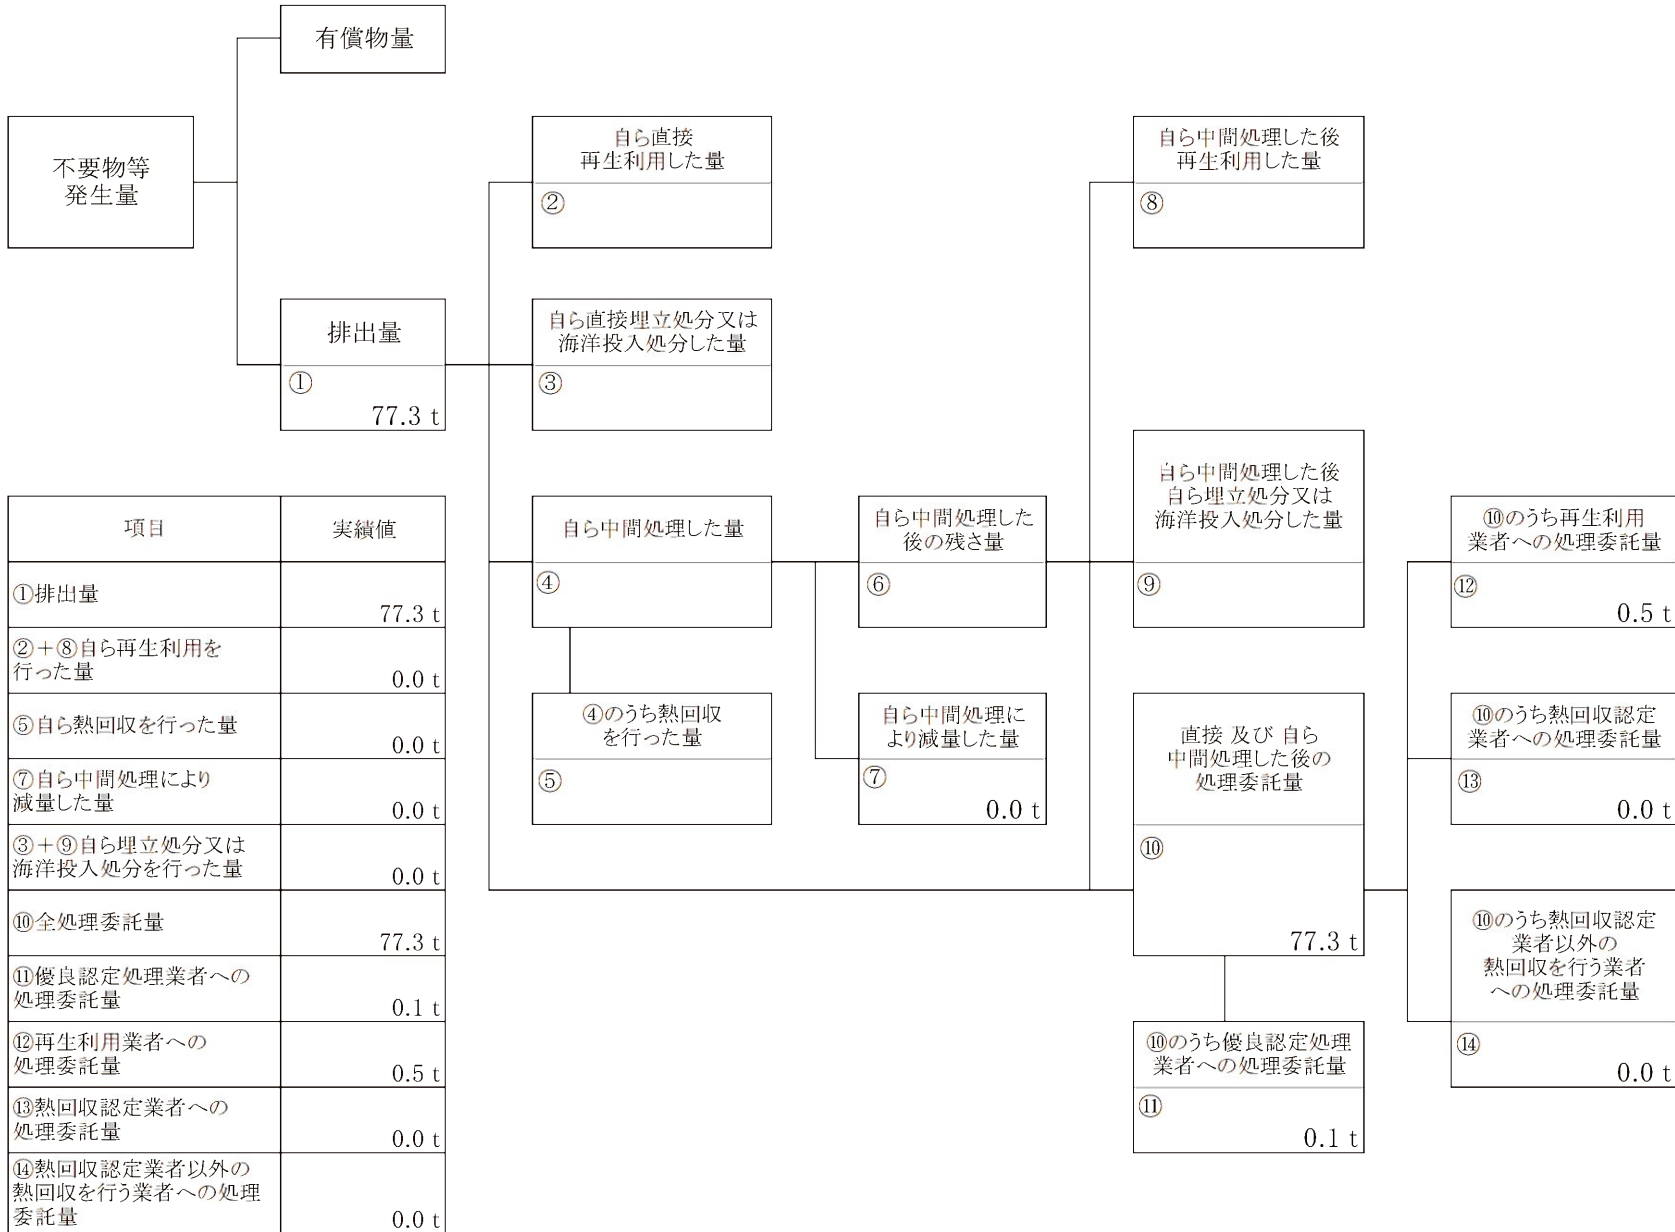 有償物量
不要物等
発生量
自ら直接
再生利用した量
②
自ら中間処理した後
再生利用した量
⑧
排出量
①
77.3 t
自ら直接埋立処分又は
海洋投入処分した量
③
自ら中間処理した量
④
自ら中間処理した
後の残さ量
⑥
自ら中間処理した後
自ら埋立処分又は
海洋投入処分した量
⑨
⑩のうち再生利用
業者への処理委託量
⑫
0.5 t
④のうち熱回収
を行った量
⑤
自ら中間処理に
より減量した量
⑦
0.0 t
直接 及び 自ら
中間処理した後の
処理委託量
⑩
77.3 t
⑩のうち熱回収認定
業者への処理委託量
⑬
0.0 t
⑩のうち熱回収認定
業者以外の
熱回収を行う業者
への処理委託量
⑭
0.0 t
⑩のうち優良認定処理
業者への処理委託量
⑪
0.1 t
項目 実績値
①排出量
77.3 t
②+⑧自ら再生利用を
行った量
0.0 t
⑤自ら熱回収を行った量
0.0 t
⑦自ら中間処理により
減量した量
0.0 t
③+⑨自ら埋立処分又は
海洋投入処分を行った量
0.0 t
⑩全処理委託量
77.3 t
⑪優良認定処理業者への
処理委託量
0.1 t
⑫再生利用業者への
処理委託量
0.5 t
⑬熱回収認定業者への
処理委託量
0.0 t
⑭熱回収認定業者以外の
熱回収を行う業者への処理
委託量
0.0 t